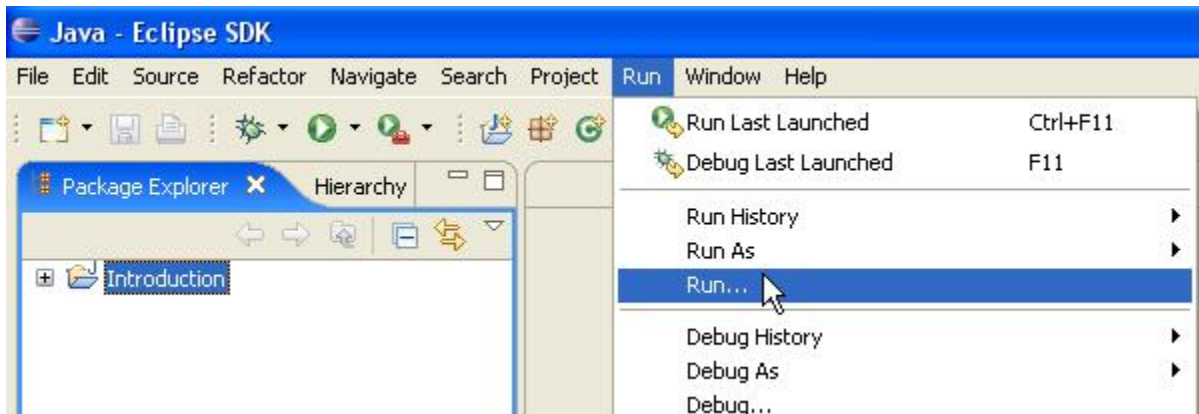 Java - Eclipse SDK
File Edit Source Refactor Navigate Search Project Run Window Help
Run Last Launched Ctrl+F11
Debug Last Launched F11
Package Explorer Hierarchy
Run History
Run As
Introduction
Run...
Debug History
Debug As
Debug...